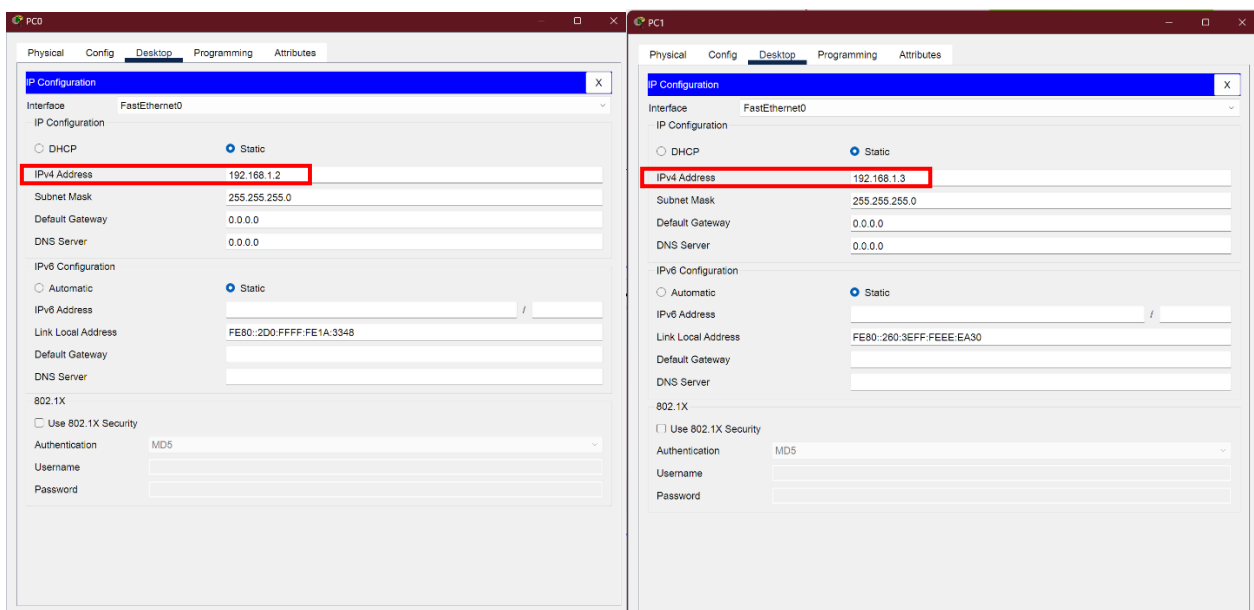 PC0
Physical Config Desktop Programming Attributes
IP Configuration X
Interface FastEthernet0
IP Configuration
DHCP Static
IPv4 Address 192.168.1.2
Subnet Mask 255.255.255.0
Default Gateway 0.0.0.0
DNS Server 0.0.0.0
IPv6 Configuration
Automatic Static
IPv6 Address /
Link Local Address FE80::2D0:FFFF:FE1A:3348
Default Gateway
DNS Server
802.1X
Use 802.1X Security
Authentication MD5
Username
Password
PC1
Physical Config Desktop Programming Attributes
IP Configuration X
Interface FastEthernet0
IP Configuration
DHCP Static
IPv4 Address 192.168.1.3
Subnet Mask 255.255.255.0
Default Gateway 0.0.0.0
DNS Server 0.0.0.0
IPv6 Configuration
Automatic Static
IPv6 Address /
Link Local Address FE80::260:3EFF:FEEE:EA30
Default Gateway
DNS Server
802.1X
Use 802.1X Security
Authentication MD5
Username
Password